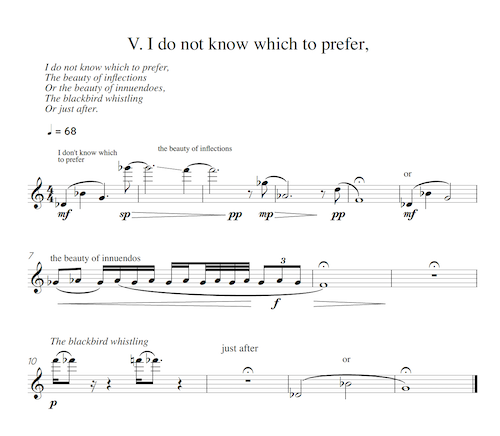 V. I do not know which to prefer,
I do not know which to prefer,
The beauty of inflections
Or the beauty of innuendoes,
The blackbird whistling
Or just after.
♩ = 68
I don't know which
to prefer
the beauty of inflections
or
4
4
mf sp pp mp pp mf
7
the beauty of innuendos
3
f
The blackbird whistling
just after
or
10
p